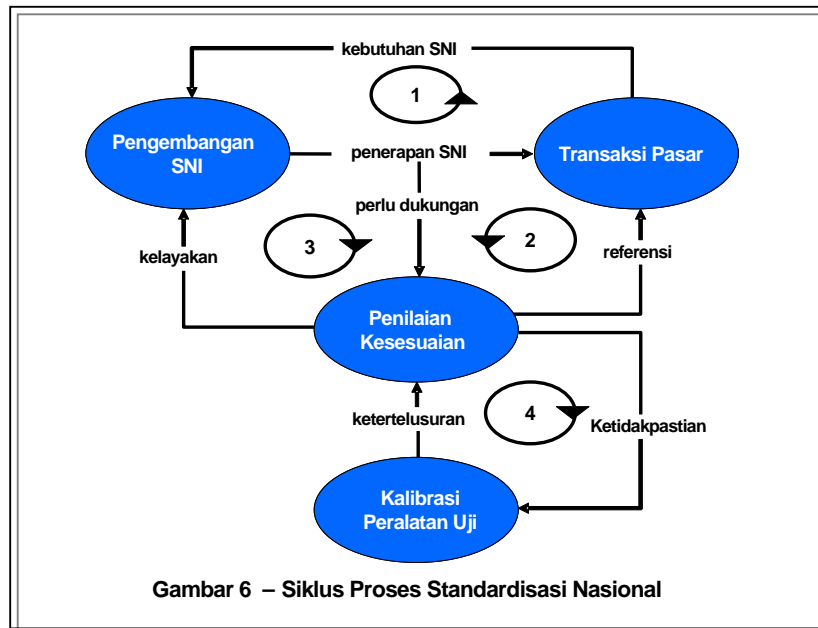 kebutuhan SNI
1
Pengembangan
SNI
penerapan SNI
Transaksi Pasar
perlu dukungan
3
2
kelayakan
referensi
Penilaian
Kesesuaian
ketertelusuran
4
Ketidakpastian
Kalibrasi
Peralatan Uji
Gambar 6 – Siklus Proses Standardisasi Nasional